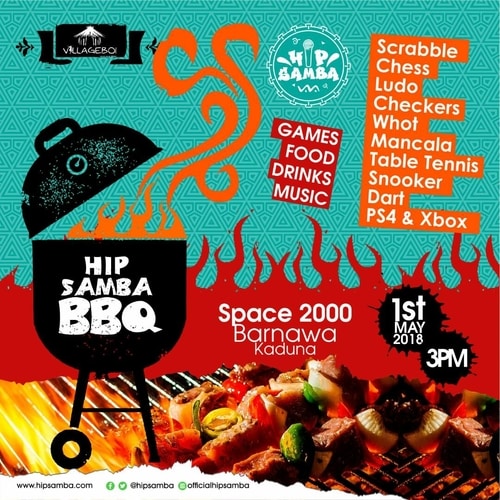 VILLAGEBOI
HIP
SAMBA
Scrabble
Chess
Ludo
Checkers
Whot
Mancala
Table Tennis
Snooker
Dart
PS4 & Xbox
GAMES
FOOD
DRINKS
MUSIC
HIP
SAMBA
BBQ
Space 2000
Barnawa
Kaduna
1st
MAY
2018
3PM
www.hipsamba.com @hipsamba @officialhipsamba